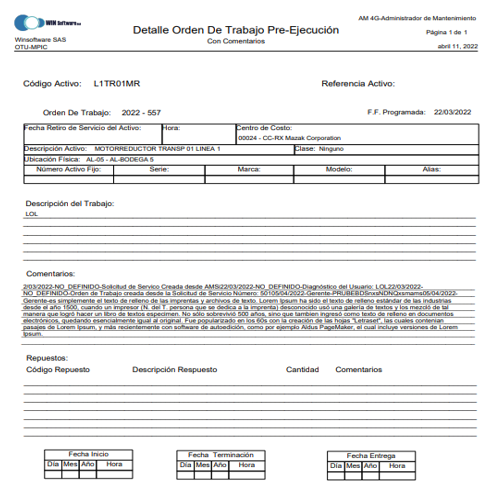 WIN Software
AM 4G-Administrador de Mantenimiento
Detalle Orden De Trabajo Pre-Ejecución
Página 1 de 1
Winsoftware SAS
Con Comentarios
OTU-MPIC
abril 11, 2022
Código Activo: L1TR01MR Referencia Activo:
Orden De Trabajo: 2022 - 557 F.F. Programada: 22/03/2022
Fecha Retiro de Servicio del Activo: Hora: Centro de Costo:
00024 - CC-RX Mazak Corporation
Descripción Activo: MOTORREDUCTOR TRANSP 01 LINEA 1 Clase: Ninguno
Ubicación Física: AL-05 - AL-BODEGA 5
Número Activo Fijo: Serie: Marca: Modelo: Alias:
Descripción del Trabajo:
LOL
Comentarios:
2/03/2022-NO_DEFINIDO-Solicitud de Servicio Creada desde AMSi22/03/2022-NO_DEFINIDO-Diagnóstico del Usuario: LOL22/03/2022-
NO_DEFINIDO-Orden de Trabajo creada desde la Solicitud de Servicio Número: 50105/04/2022-Gerente-PRUBEBDSnxsNDNQxsmams05/04/2022-
Gerente-es simplemente el texto de relleno de las imprentas y archivos de texto. Lorem Ipsum ha sido el texto de relleno estándar de las industrias
desde el año 1500, cuando un impresor (N. del T. persona que se dedica a la imprenta) desconocido usó una galería de textos y los mezcló de tal
manera que logró hacer un libro de textos especimen. No sólo sobrevivió 500 años, sino que tambien ingresó como texto de relleno en documentos
electrónicos, quedando esencialmente igual al original. Fue popularizado en los 60s con la creación de las hojas "Letraset", las cuales contenian
pasajes de Lorem Ipsum, y más recientemente con software de autoedición, como por ejemplo Aldus PageMaker, el cual incluye versiones de Lorem
Ipsum.
Repuestos:
Código Repuesto Descripción Respuesto Cantidad Comentarios
Fecha Inicio Fecha Terminación Fecha Entrega
Día Mes Año Hora Día Mes Año Hora Día Mes Año Hora